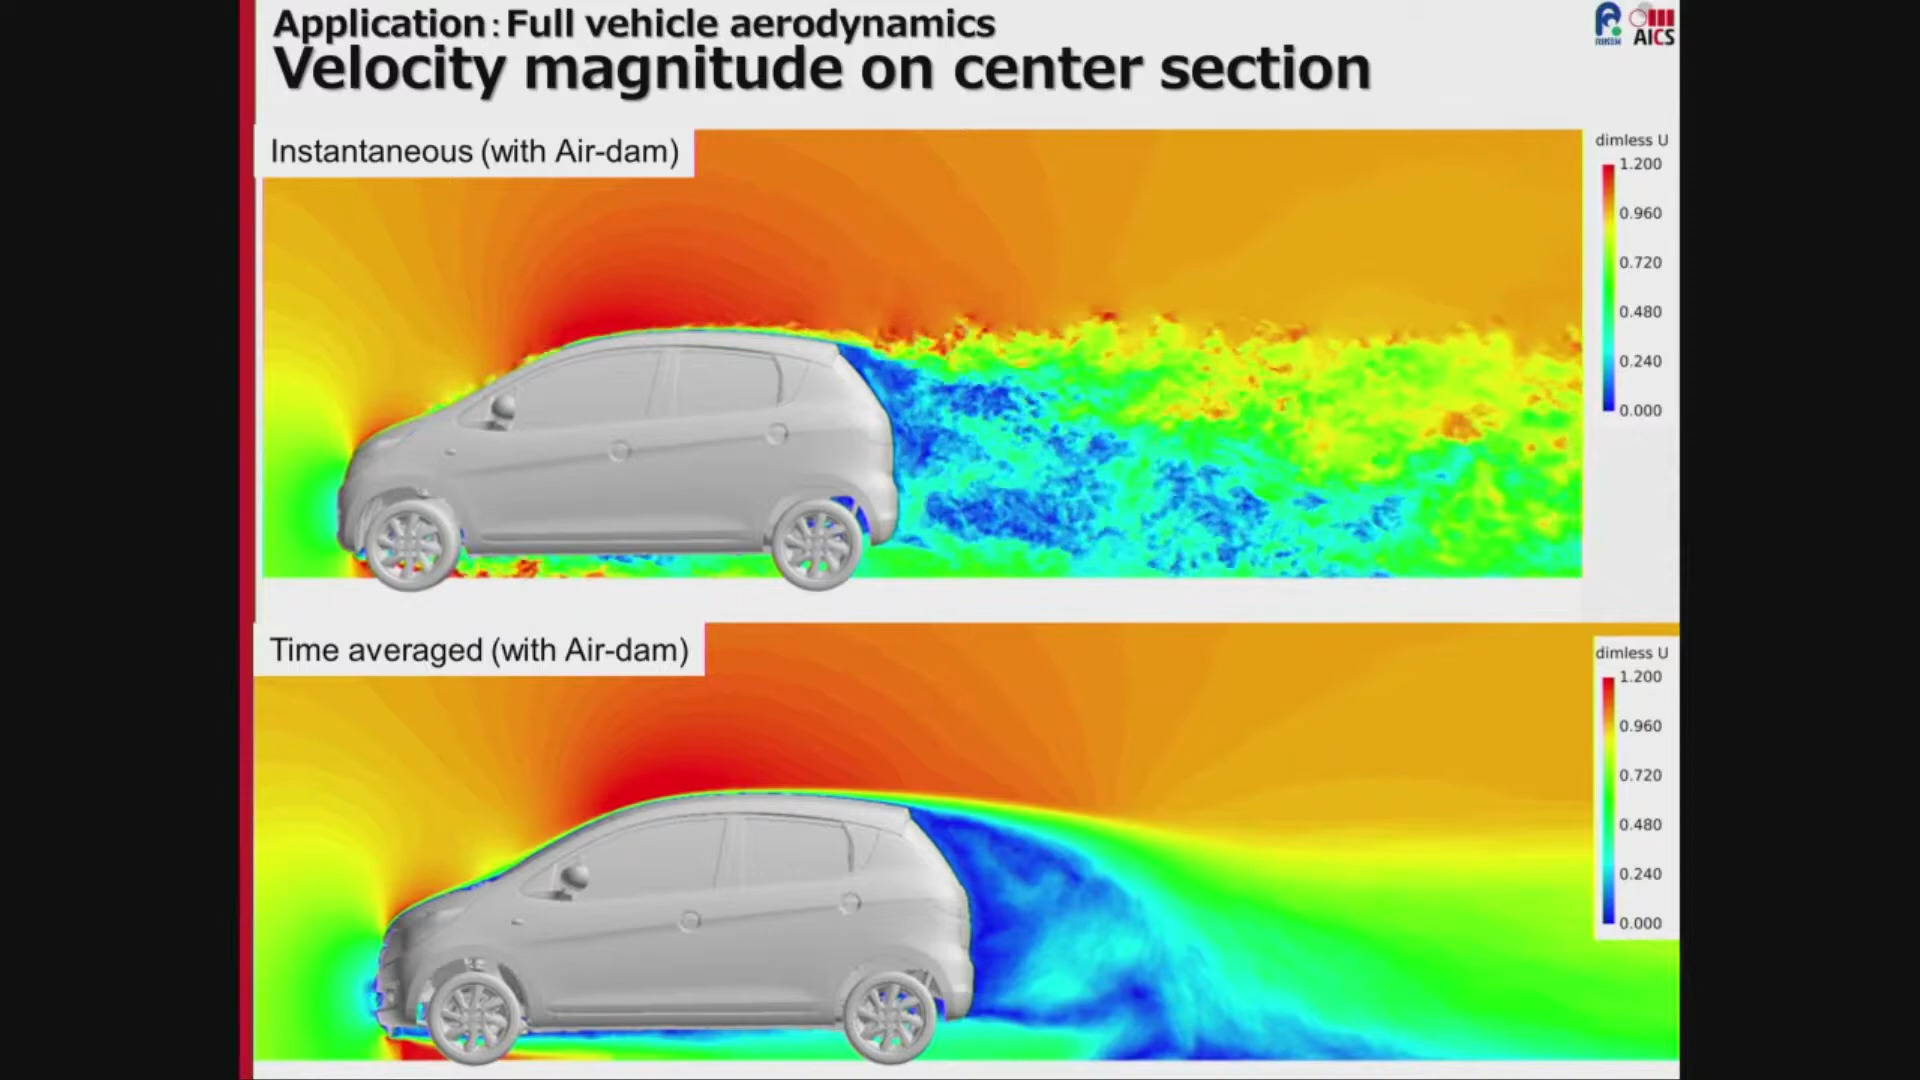 Application:Full vehicle aerodynamics
Velocity magnitude on center section
RIKEN
AICS
Instantaneous (with Air-dam)
dimless U
1.200
0.960
0.720
0.480
0.240
0.000
Time averaged (with Air-dam)
dimless U
1.200
0.960
0.720
0.480
0.240
0.000